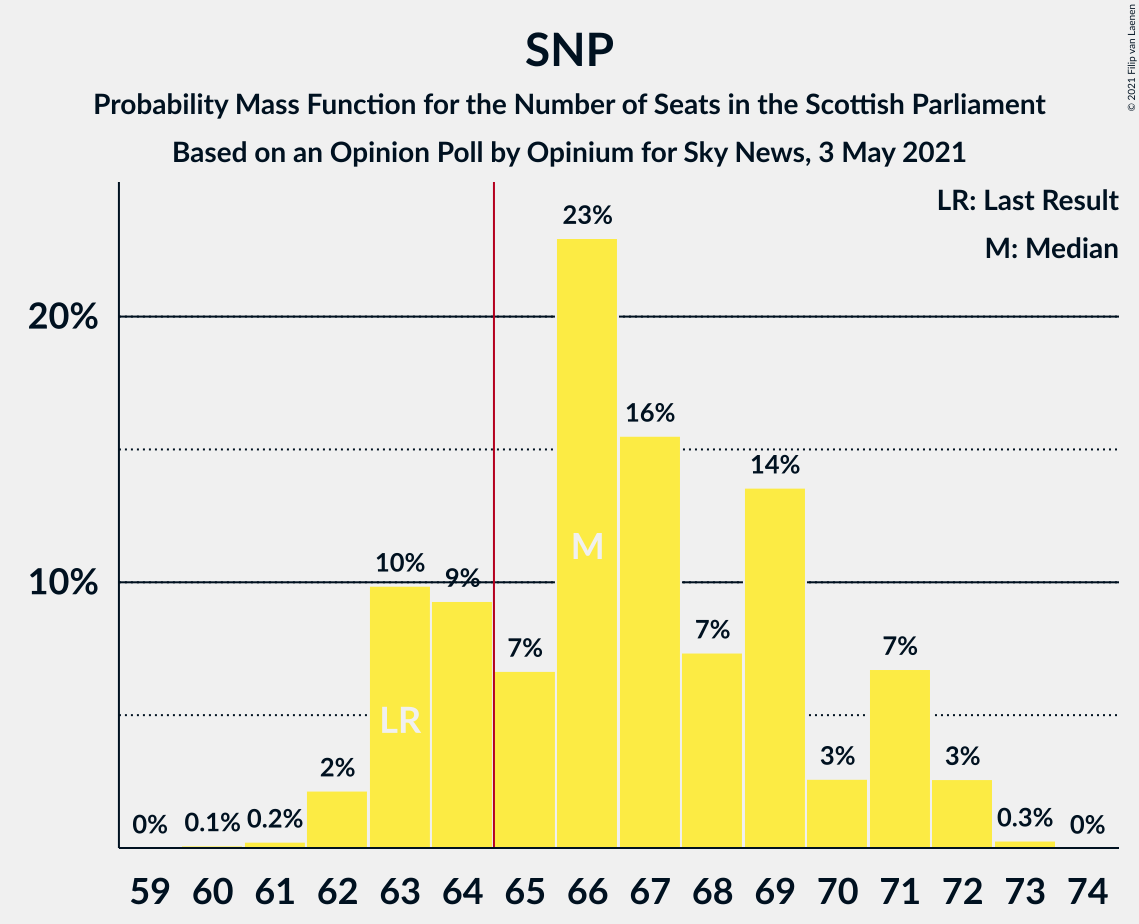 SNP
Probability Mass Function for the Number of Seats in the Scottish Parliament
Based on an Opinion Poll by Opinium for Sky News, 3 May 2021
© 2021 Filip van Laenen
LR: Last Result
M: Median
20%
10%
0%
0.1%
0.2%
2%
10%
9%
7%
23%
16%
7%
14%
3%
7%
3%
0.3%
0%
LR
M
59 60 61 62 63 64 65 66 67 68 69 70 71 72 73 74